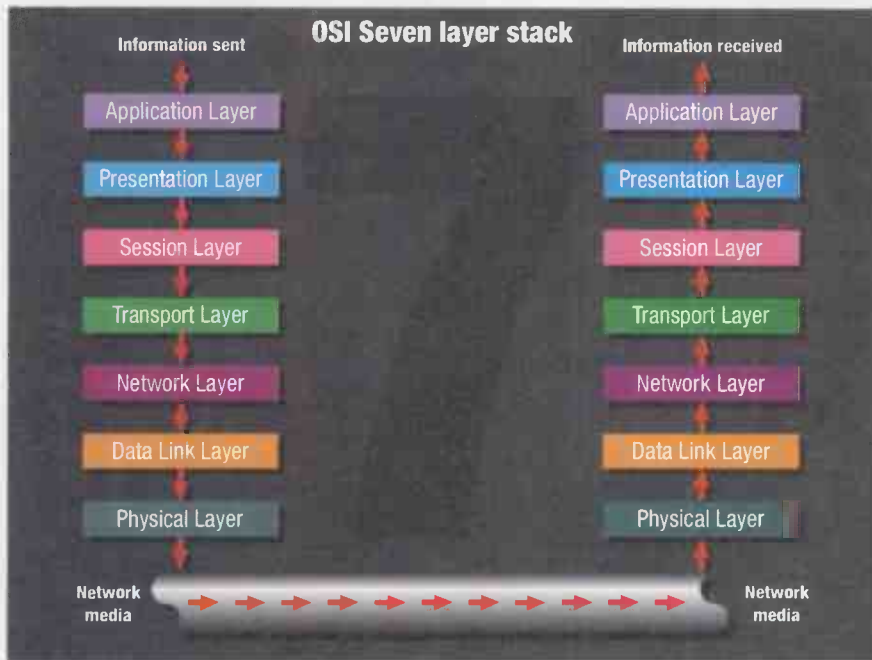 OSI Seven layer stack
Information sent
Application Layer
Presentation Layer
Session Layer
Transport Layer
Network Layer
Data Link Layer
Physical Layer
Network
media
Information received
Application Layer
Presentation Layer
Session Layer
Transport Layer
Network Layer
Data Link Layer
Physical Layer
Network
media